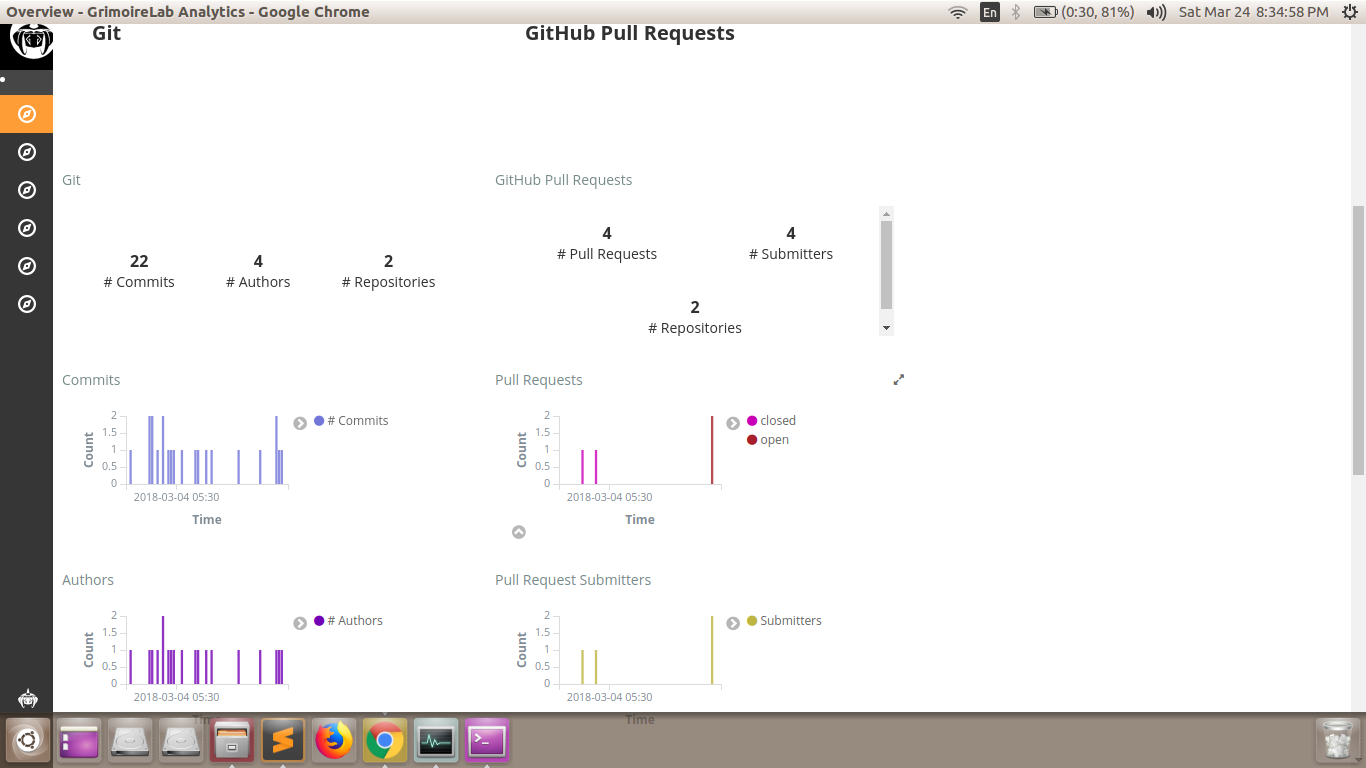 Overview - GrimoireLab Analytics - Google Chrome
En
(0:30, 81%)
Sat Mar 24 8:34:58 PM
Git
GitHub Pull Requests
Git
22
# Commits
4
# Authors
2
# Repositories
GitHub Pull Requests
4
# Pull Requests
4
# Submitters
2
# Repositories
Commits
2
1.5
1
0.5
0
Count
2018-03-04 05:30
Time
# Commits
Pull Requests
2
1.5
1
0.5
0
Count
2018-03-04 05:30
Time
closed
open
Authors
2
1.5
1
0.5
0
Count
2018-03-04 05:30
Time
# Authors
Pull Request Submitters
2
1.5
1
0.5
0
Count
2018-03-04 05:30
Time
Submitters